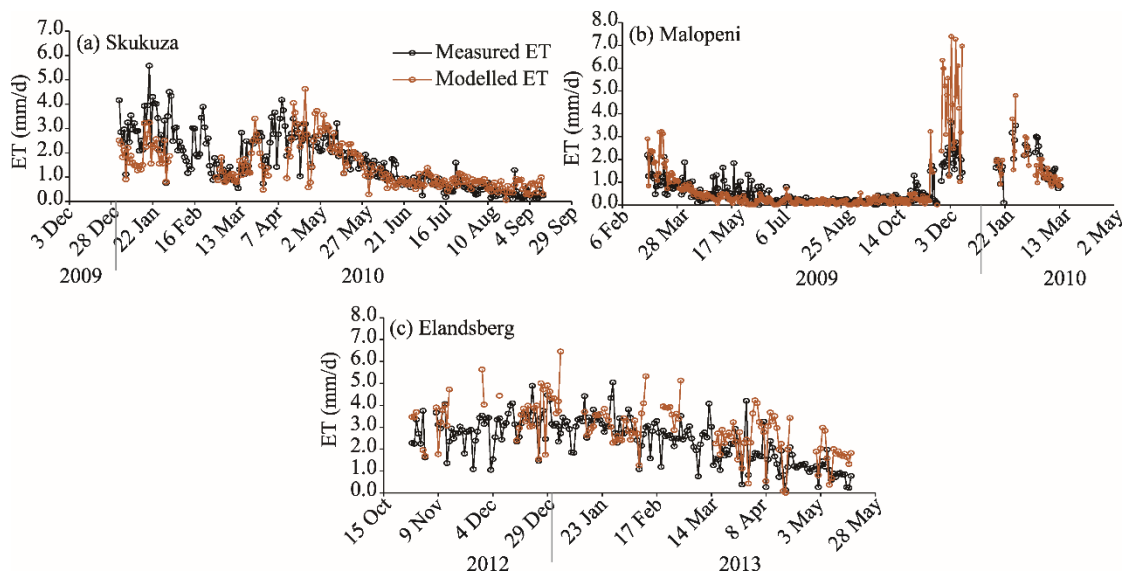 (a) Skukuza
Measured ET
Modelled ET
ET (mm/d)
7.0
6.0
5.0
4.0
3.0
2.0
1.0
0.0
3 Dec
28 Dec
22 Jan
16 Feb
13 Mar
7 Apr
2 May
27 May
21 Jun
16 Jul
10 Aug
4 Sep
29 Sep
2009
2010
(b) Malopeni
ET (mm/d)
8.0
7.0
6.0
5.0
4.0
3.0
2.0
1.0
0.0
6 Feb
28 Mar
17 May
6 Jul
25 Aug
14 Oct
3 Dec
22 Jan
13 Mar
2 May
2009
2010
(c) Elandsberg
ET (mm/d)
8.0
7.0
6.0
5.0
4.0
3.0
2.0
1.0
0.0
15 Oct
9 Nov
4 Dec
29 Dec
23 Jan
17 Feb
14 Mar
8 Apr
3 May
28 May
2012
2013